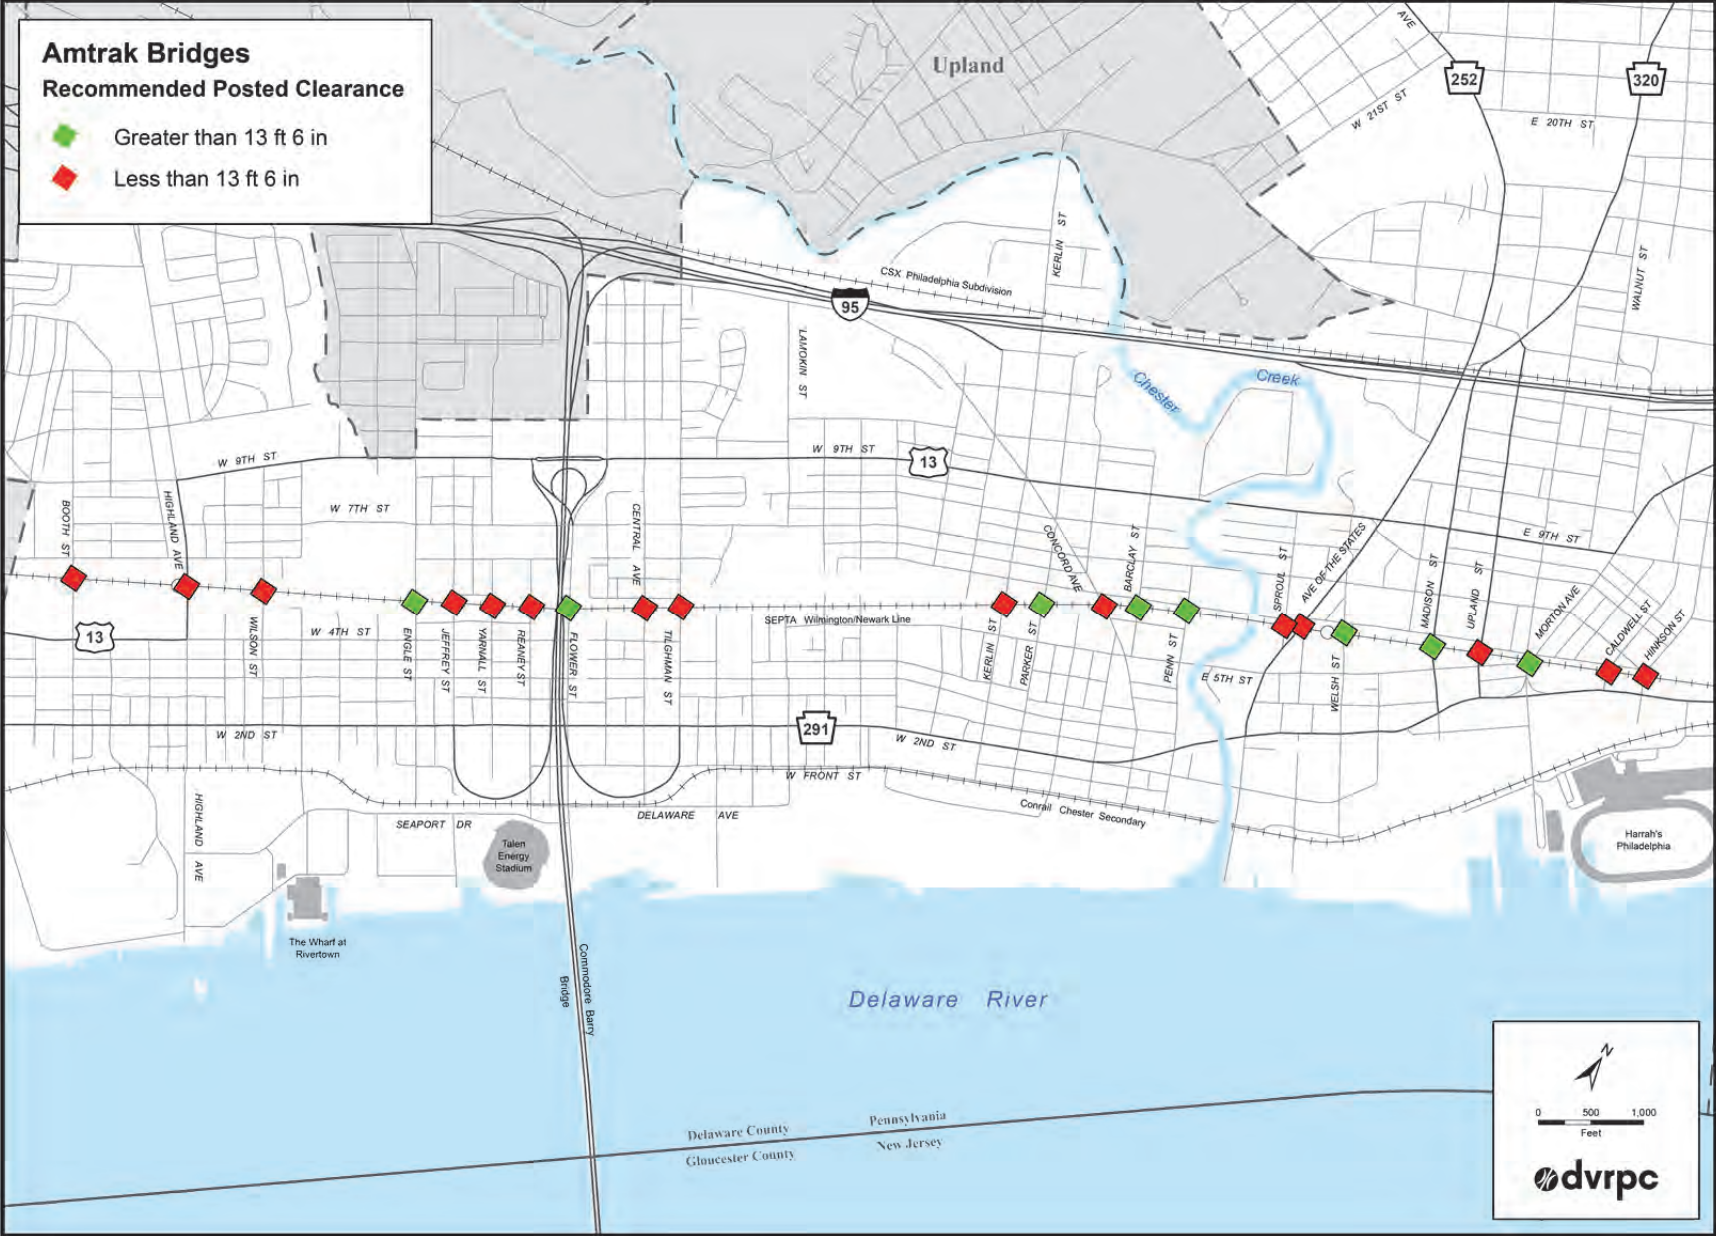 Amtrak Bridges
Recommended Posted Clearance
Greater than 13 ft 6 in
Less than 13 ft 6 in
Upland
AVE
252
320
W 21ST ST
E 20TH ST
KERLIN ST
WALNUT ST
CSX Philadelphia Subdivision
95
LAMOKIN ST
Chester
Creek
W 9TH ST
W 9TH ST
13
BOOTH ST
HIGHLAND AVE
W 7TH ST
CENTRAL AVE
CONCORD AVE
BARCLAY ST
SPROUL ST
AVE OF THE STATES
E 9TH ST
MADISON ST
UPLAND ST
MORTON AVE
CALDWELL ST
HINKSON ST
13
WILSON ST
W 4TH ST
ENGLE ST
JEFFREY ST
YARNALL ST
REANEY ST
FLOWER ST
TILGHMAN ST
SEPTA Wilmington/Newark Line
KERLIN ST
PARKER ST
PENN ST
E 5TH ST
WELSH ST
W 2ND ST
291
W 2ND ST
W FRONT ST
HIGHLAND AVE
SEAPORT DR
DELAWARE AVE
Conrail Chester Secondary
Talen
Energy
Stadium
Harrah's
Philadelphia
The Wharf at
Rivertown
Commodore Barry
Bridge
Delaware River
Delaware County
Pennsylvania
Gloucester County
New Jersey
N
0 500 1,000
Feet
dvrpc